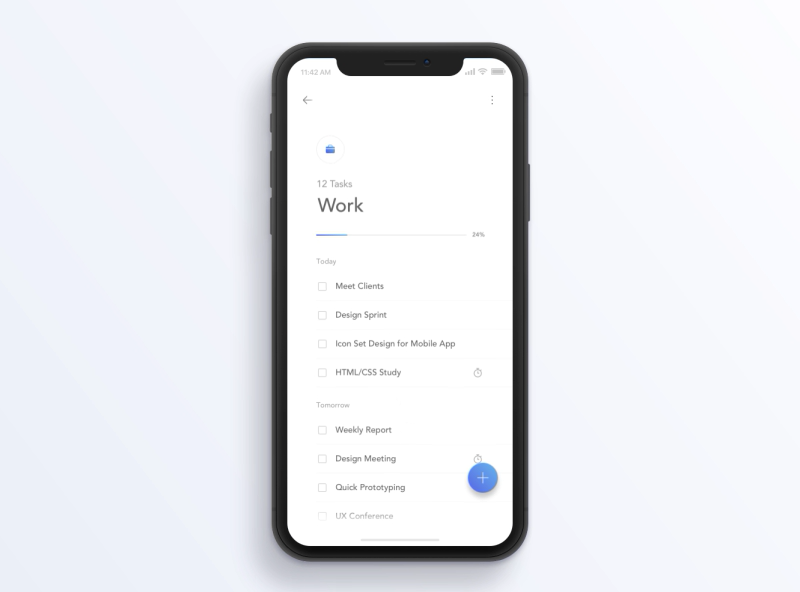 11:42 AM
12 Tasks
Work
24%
Today
Meet Clients
Design Sprint
Icon Set Design for Mobile App
HTML/CSS Study
Tomorrow
Weekly Report
Design Meeting
Quick Prototyping
UX Conference